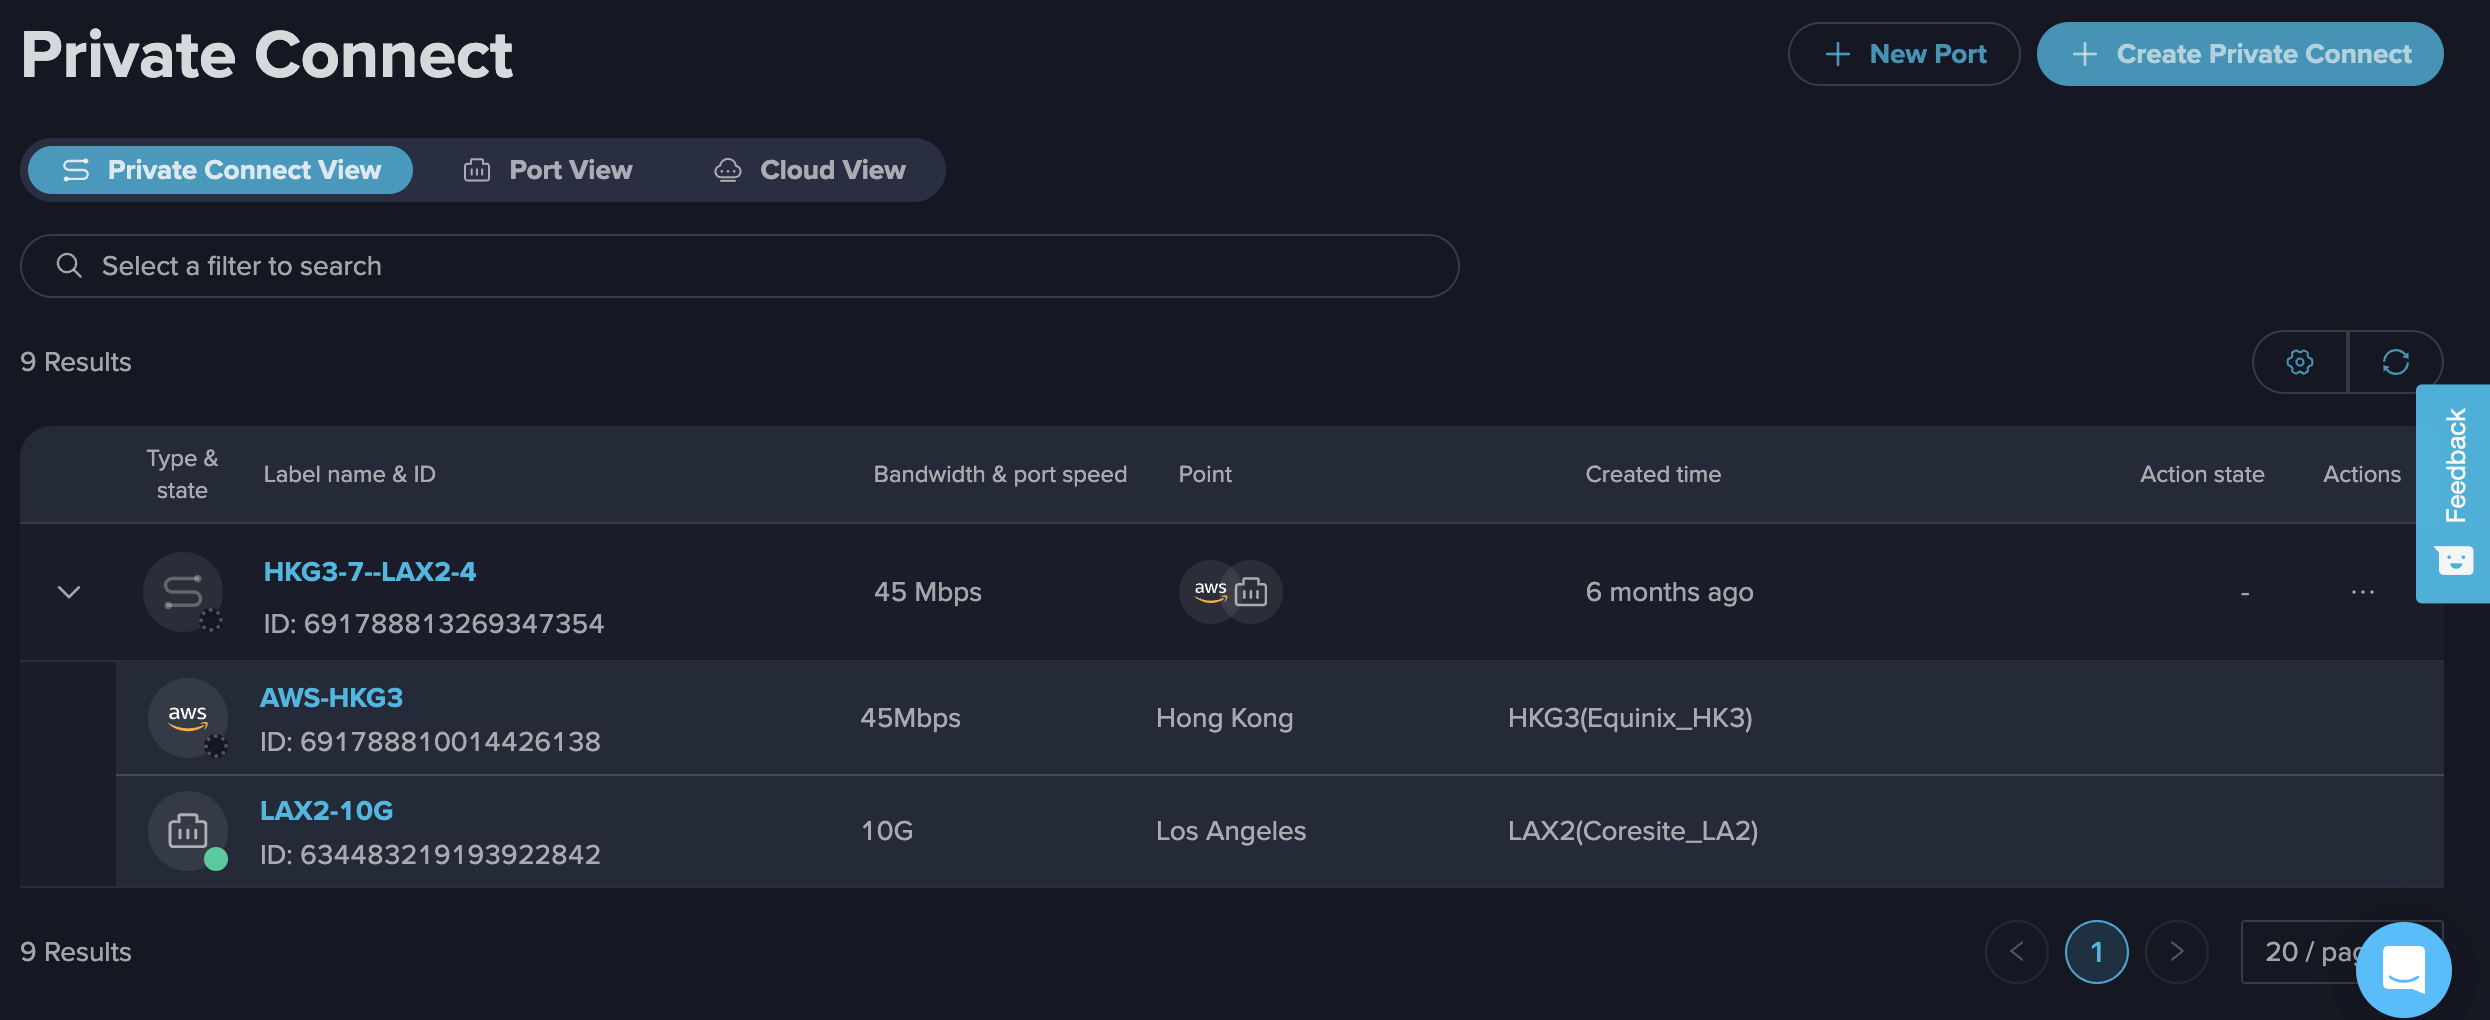 Private Connect
New Port
Create Private Connect
Private Connect View
Port View
Cloud View
Select a filter to search
9 Results
Feedback
Type & state
Label name & ID
Bandwidth & port speed
Point
Created time
Action state
Actions
HKG3-7--LAX2-4
ID: 691788813269347354
45 Mbps
aws
6 months ago
-
...
aws
AWS-HKG3
ID: 691788810014426138
45Mbps
Hong Kong
HKG3(Equinix_HK3)
LAX2-10G
ID: 634483219193922842
10G
Los Angeles
LAX2(Coresite_LA2)
9 Results
<
1
>
20 /